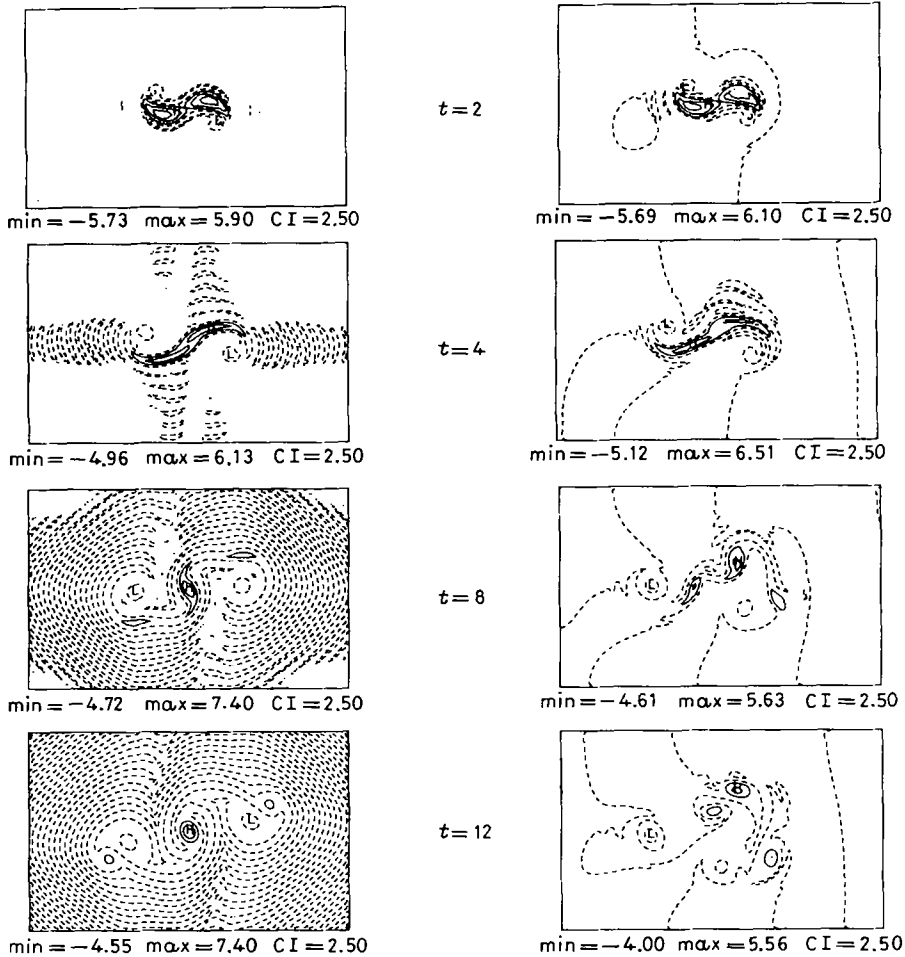 t=2
min=−5.73 max=5.90 CI=2.50
min=−5.69 max=6.10 CI=2.50
L
L
t=4
min=−4.96 max=6.13 CI=2.50
min=−5.12 max=6.51 CI=2.50
L
L
t=8
min=−4.72 max=7.40 CI=2.50
min=−4.61 max=5.63 CI=2.50
H
L
L
t=12
min=−4.55 max=7.40 CI=2.50
min=−4.00 max=5.56 CI=2.50